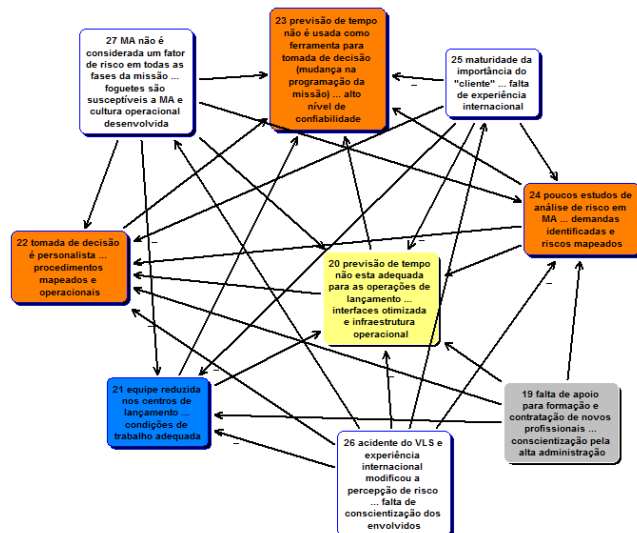 27 MA não é
considerada um fator
de risco em todas as
fases da missão ...
foguetes são
susceptíveis a MA e
cultura operacional
desenvolvida
23 previsão de tempo
não é usada como
ferramenta para
tomada de decisão
(mudança na
programação da
missão) ... alto
nível de
confiabilidade
25 maturidade da
importância do
"cliente" ... falta
de experiência
internacional
24 poucos estudos de
análise de risco em
MA ... demandas
identificadas e
riscos mapeados
22 tomada de decisão
é personalista ...
procedimentos
mapeados e
operacionais
20 previsão de tempo
não esta adequada
para as operações de
lançamento ...
interfaces otimizada
e infraestrutura
operacional
21 equipe reduzida
nos centros de
lançamento ...
condições de
trabalho adequada
19 falta de apoio
para formação e
contratação de novos
profissionais ...
conscientização pela
alta administração
26 acidente do VLS e
experiência
internacional
modificou a
percepção de risco
... falta de
conscientização dos
envolvidos